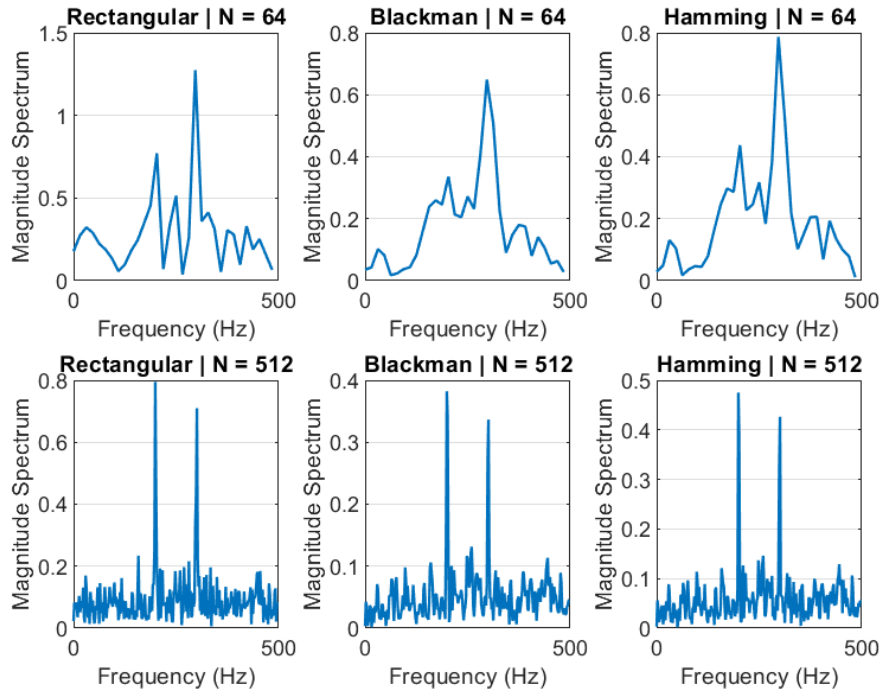 Rectangular | N = 64
Magnitude Spectrum
1.5
1
0.5
0
0
500
Frequency (Hz)
Blackman | N = 64
Magnitude Spectrum
0.8
0.6
0.4
0.2
0
0
500
Frequency (Hz)
Hamming | N = 64
Magnitude Spectrum
0.8
0.6
0.4
0.2
0
0
500
Frequency (Hz)
Rectangular | N = 512
Magnitude Spectrum
0.8
0.6
0.4
0.2
0
0
500
Frequency (Hz)
Blackman | N = 512
Magnitude Spectrum
0.4
0.3
0.2
0.1
0
0
500
Frequency (Hz)
Hamming | N = 512
Magnitude Spectrum
0.5
0.4
0.3
0.2
0.1
0
0
500
Frequency (Hz)